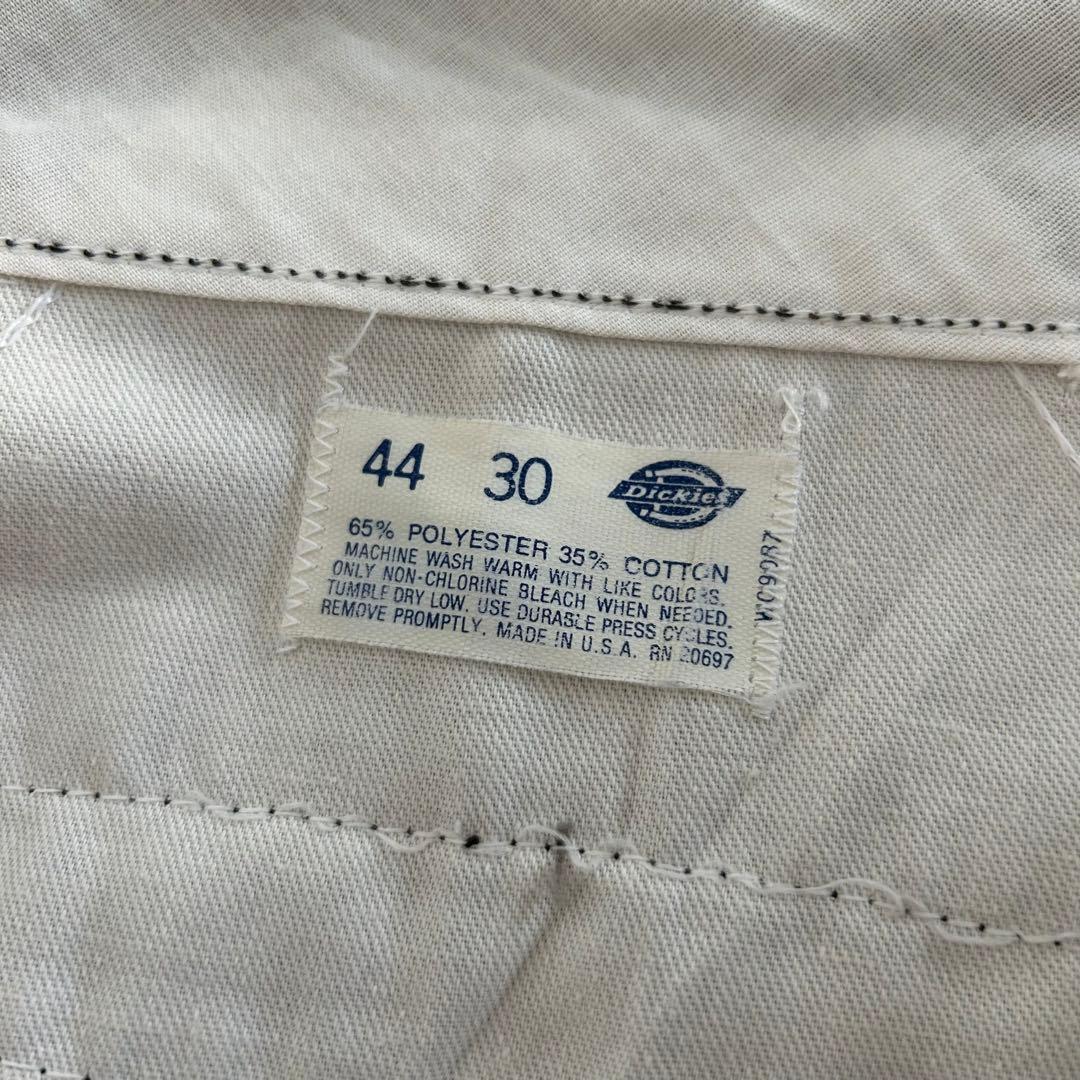 44 30 Dickies
65% POLYESTER 35% COTTON
MACHINE WASH WARM WITH LIKE COLORS.
ONLY NON-CHLORINE BLEACH WHEN NEEDED.
TUMBLE DRY LOW. USE DURABLE PRESS CYCLES.
REMOVE PROMPTLY. MADE IN U.S.A. RN 20697